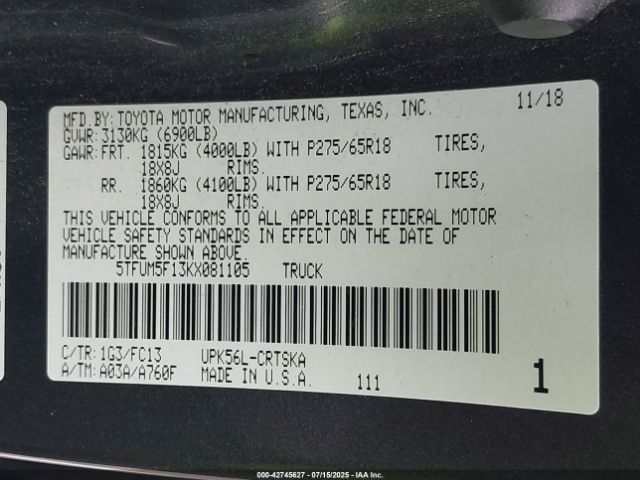 MFD.BY:TOYOTA MOTOR MANUFACTURING, TEXAS, INC. 11/18
GVWR:3130KG (6900LB)
GAWR:FRT. 1815KG (4000LB) WITH P275/65R18 TIRES,
18X8J RIMS.
RR. 1860KG (4100LB) WITH P275/65R18 TIRES,
18X8J RIMS.
THIS VEHICLE CONFORMS TO ALL APPLICABLE FEDERAL MOTOR
VEHICLE SAFETY STANDARDS IN EFFECT ON THE DATE OF
MANUFACTURE SHOWN ABOVE.
5TFUM5F13KX081105 TRUCK
C/TR:1G3/FC13 UPK56L-CRTSKA
A/TM:A03A/A760F MADE IN U.S.A. 111 1
000-42745627 - 07/15/2025 - IAA Inc.